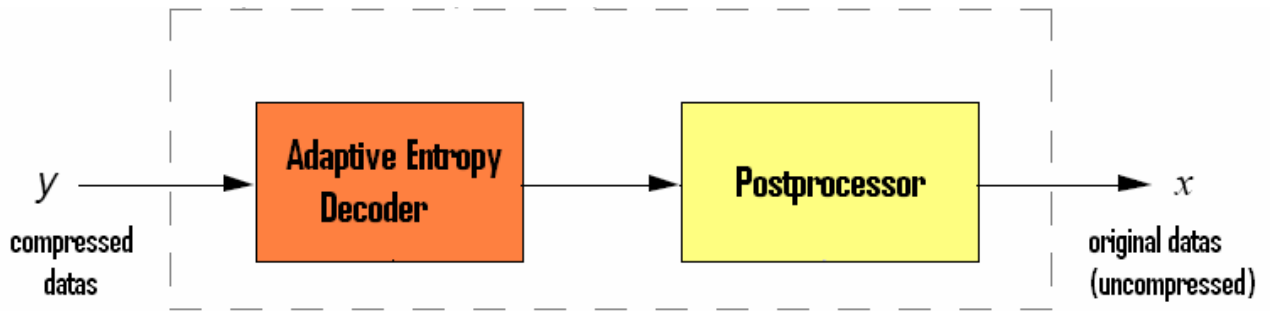 Adaptive Entropy
Decoder
Postprocessor
y
x
compressed
datas
original datas
(uncompressed)